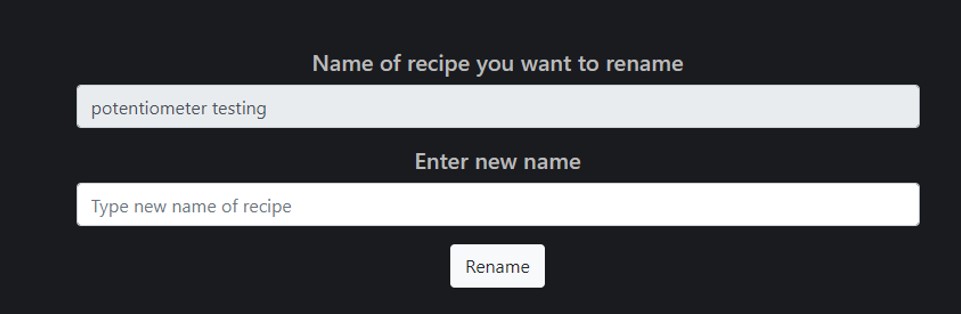 Name of recipe you want to rename
potentiometer testing
Enter new name
Type new name of recipe
Rename